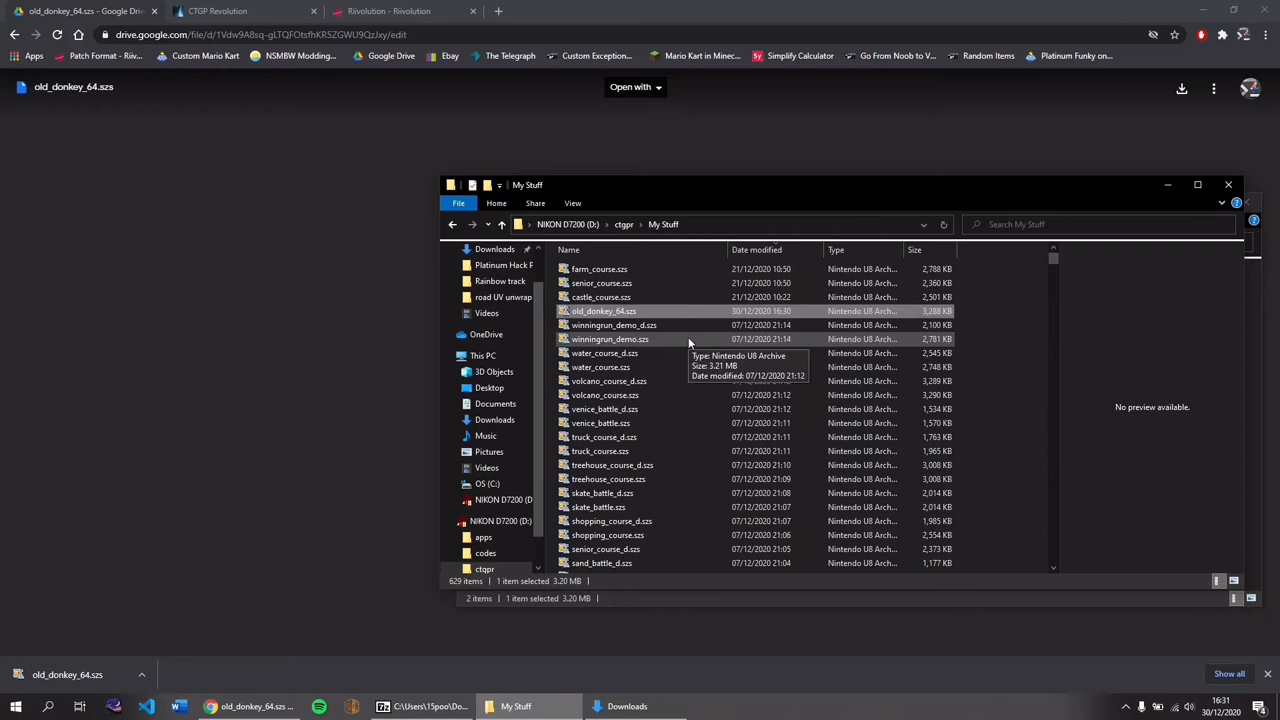 old_donkey_64.szs - Google Driv
CTGP Revolution
Riivolution - Riivolution
drive.google.com/file/d/1Vdw9A8sq-gLTQFOtsfhKR5ZGWU9QzJxy/edit
Apps
Patch Format - Riiv...
Custom Mario Kart
NSMBW Modding...
Google Drive
Ebay
The Telegraph
Custom Exception...
Mario Kart in Minec...
Symplify Calculator
Go From Noob to V...
Random Items
Platinum Funky on...
old_donkey_64.szs
Open with
My Stuff
File
Home
Share
View
NIKON D7200 (D:)
ctgpr
My Stuff
Search My Stuff
Name
Date modified
Type
Size
Downloads
Platinum Hack F
Rainbow track
road UV unwrap
Videos
OneDrive
This PC
3D Objects
Desktop
Documents
Downloads
Music
Pictures
Videos
OS (C:)
NIKON D7200 (D
NIKON D7200 (D:)
apps
codes
ctgpr
farm_course.szs 21/12/2020 10:50 Nintendo U8 Arch... 2,788 KB
senior_course.szs 21/12/2020 10:50 Nintendo U8 Arch... 2,360 KB
castle_course.szs 21/12/2020 10:22 Nintendo U8 Arch... 2,501 KB
old_donkey_64.szs 30/12/2020 16:30 Nintendo U8 Arch... 3,288 KB
winningrun_demo_d.szs 07/12/2020 21:14 Nintendo U8 Arch... 2,100 KB
winningrun_demo.szs 07/12/2020 21:14 Nintendo U8 Arch... 2,781 KB
water_course_d.szs Nintendo U8 Arch... 2,545 KB
water_course.szs Nintendo U8 Arch... 2,748 KB
volcano_course_d.szs 07/12/2020 21:12 Nintendo U8 Arch... 3,289 KB
volcano_course.szs 07/12/2020 21:12 Nintendo U8 Arch... 3,290 KB
venice_battle_d.szs 07/12/2020 21:12 Nintendo U8 Arch... 1,534 KB
venice_battle.szs 07/12/2020 21:11 Nintendo U8 Arch... 1,570 KB
truck_course_d.szs 07/12/2020 21:11 Nintendo U8 Arch... 1,763 KB
truck_course.szs 07/12/2020 21:11 Nintendo U8 Arch... 1,965 KB
treehouse_course_d.szs 07/12/2020 21:10 Nintendo U8 Arch... 3,008 KB
treehouse_course.szs 07/12/2020 21:09 Nintendo U8 Arch... 3,008 KB
skate_battle_d.szs 07/12/2020 21:08 Nintendo U8 Arch... 2,014 KB
skate_battle.szs 07/12/2020 21:07 Nintendo U8 Arch... 2,014 KB
shopping_course_d.szs 07/12/2020 21:07 Nintendo U8 Arch... 1,985 KB
shopping_course.szs 07/12/2020 21:06 Nintendo U8 Arch... 2,554 KB
senior_course_d.szs 07/12/2020 21:05 Nintendo U8 Arch... 2,373 KB
sand_battle_d.szs 07/12/2020 21:04 Nintendo U8 Arch... 1,177 KB
Type: Nintendo U8 Archive
Size: 3.21 MB
Date modified: 07/12/2020 21:12
No preview available.
629 items
1 item selected 3.20 MB
2 items
1 item selected 3.20 MB
old_donkey_64.szs
Show all
old_donkey_64.szs ...
C:\Users\15poo\Do...
My Stuff
Downloads
16:31
30/12/2020